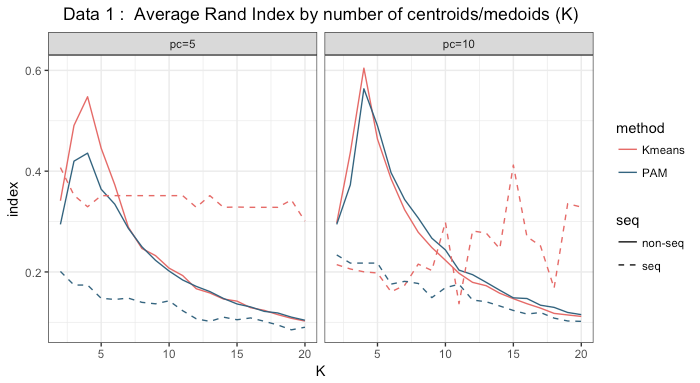 Data 1 :  Average Rand Index by number of centroids/medoids (K)
pc=5
pc=10
0.6
0.4
0.2
index
5
10
15
20
5
10
15
20
K
method
Kmeans
PAM
seq
non-seq
seq